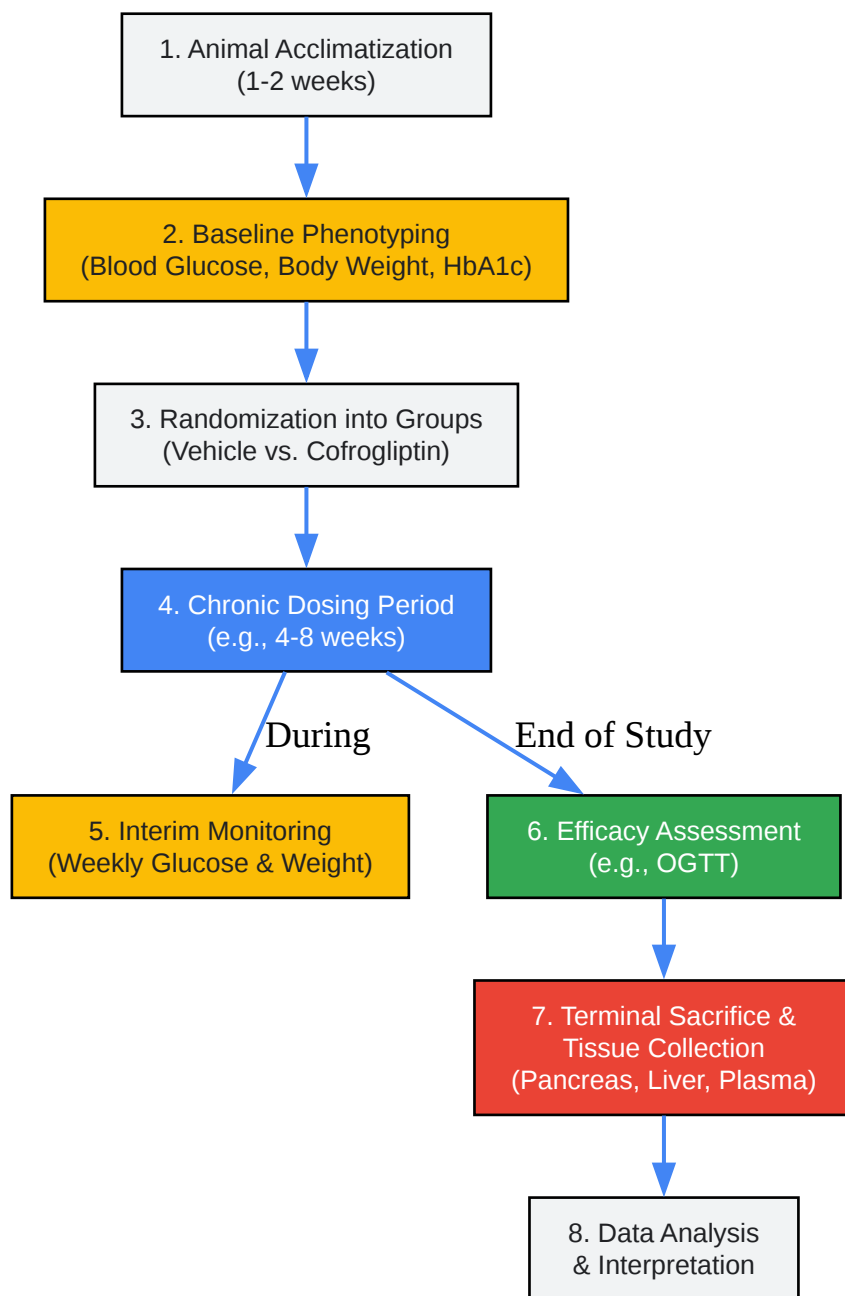 1. Animal Acclimatization
(1-2 weeks)
2. Baseline Phenotyping
(Blood Glucose, Body Weight, HbA1c)
3. Randomization into Groups
(Vehicle vs. Cofrogliptin)
4. Chronic Dosing Period
(e.g., 4-8 weeks)
During
End of Study
5. Interim Monitoring
(Weekly Glucose & Weight)
6. Efficacy Assessment
(e.g., OGTT)
7. Terminal Sacrifice &
Tissue Collection
(Pancreas, Liver, Plasma)
8. Data Analysis
& Interpretation